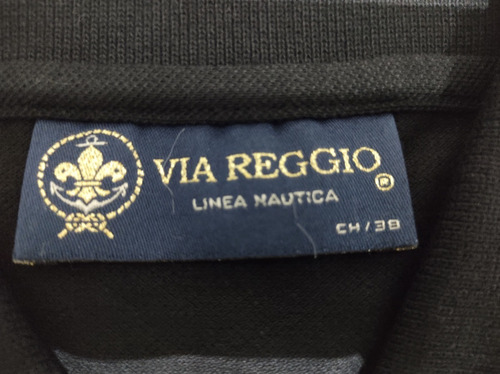 VIA REGGIO®
LINEA NAUTICA
CH/38